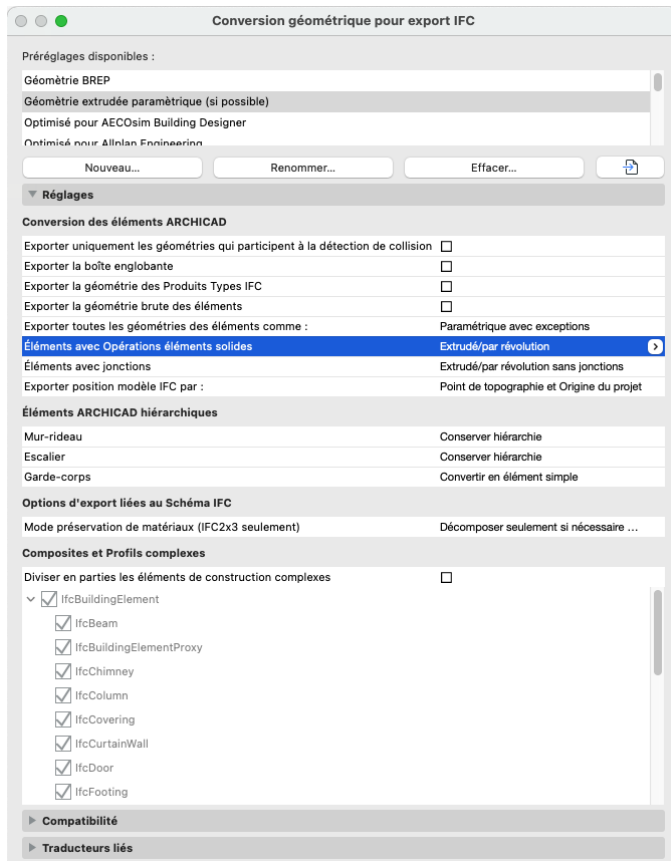 Conversion géométrique pour export IFC
Préréglages disponibles :
Géomètrie BREP
Géomètrie extrudée paramètrique (si possible)
Optimisé pour AECOsim Building Designer
Optimisé pour Allplan Engineering
Nouveau... Renommer... Effacer...
Réglages
Conversion des éléments ARCHICAD
Exporter uniquement les géométries qui participent à la détection de collision
Exporter la boîte englobante
Exporter la géométrie des Produits Types IFC
Exporter la géométrie brute des éléments
Exporter toutes les géométries des éléments comme : Paramétrique avec exceptions
Éléments avec Opérations éléments solides Extrudé/par révolution
Éléments avec jonctions Extrudé/par révolution sans jonctions
Exporter position modèle IFC par : Point de topographie et Origine du projet
Éléments ARCHICAD hiérarchiques
Mur-rideau Conserver hiérarchie
Escalier Conserver hiérarchie
Garde-corps Convertir en élément simple
Options d'export liées au Schéma IFC
Mode préservation de matériaux (IFC2x3 seulement) Décomposer seulement si nécessaire ...
Composites et Profils complexes
Diviser en parties les éléments de construction complexes
IfcBuildingElement
IfcBeam
IfcBuildingElementProxy
IfcChimney
IfcColumn
IfcCovering
IfcCurtainWall
IfcDoor
IfcFooting
Compatibilité
Traducteurs liés